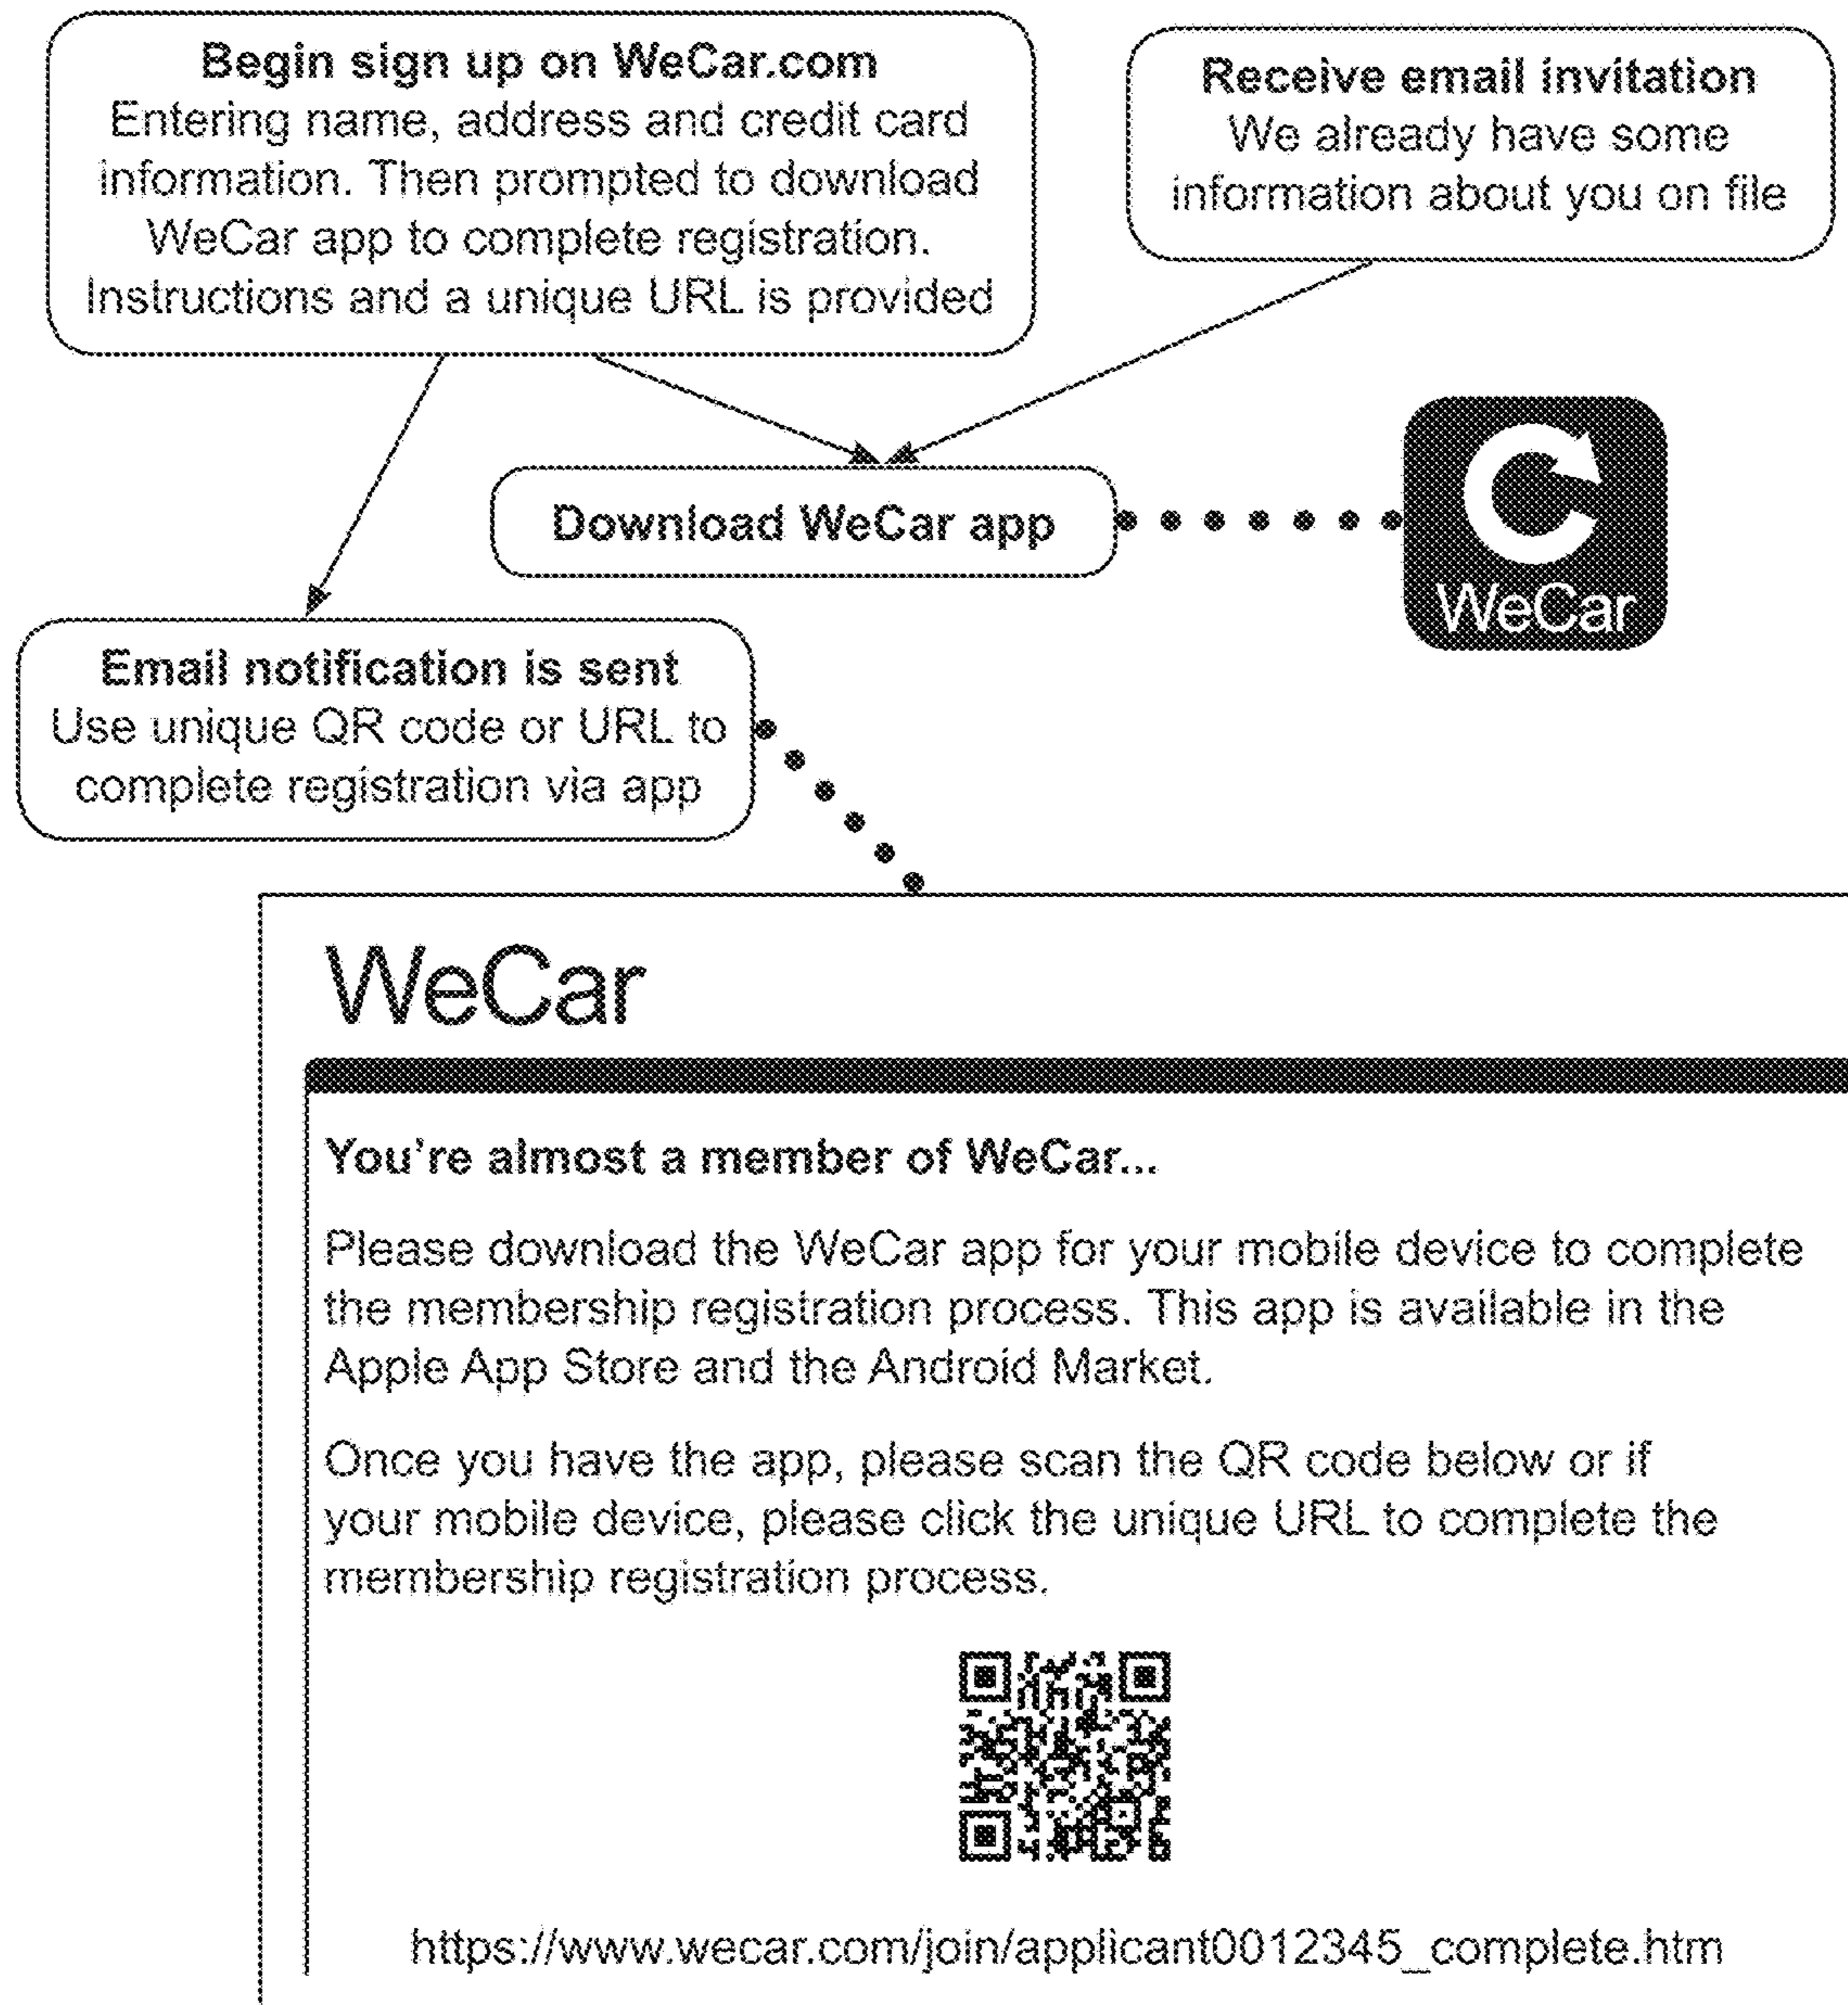 Begin sign up on WeCar.com
Entering name, address and credit card
information. Then prompted to download
WeCar app to complete registration.
Instructions and a unique URL is provided
Receive email invitation
We already have some
information about you on file
Download WeCar app
WeCar
Email notification is sent
Use unique QR code or URL to
complete registration via app
WeCar
You're almost a member of WeCar...
Please download the WeCar app for your mobile device to complete
the membership registration process. This app is available in the
Apple App Store and the Android Market.
Once you have the app, please scan the QR code below or if
your mobile device, please click the unique URL to complete the
membership registration process.
https://www.wecar.com/join/applicant0012345_complete.htm